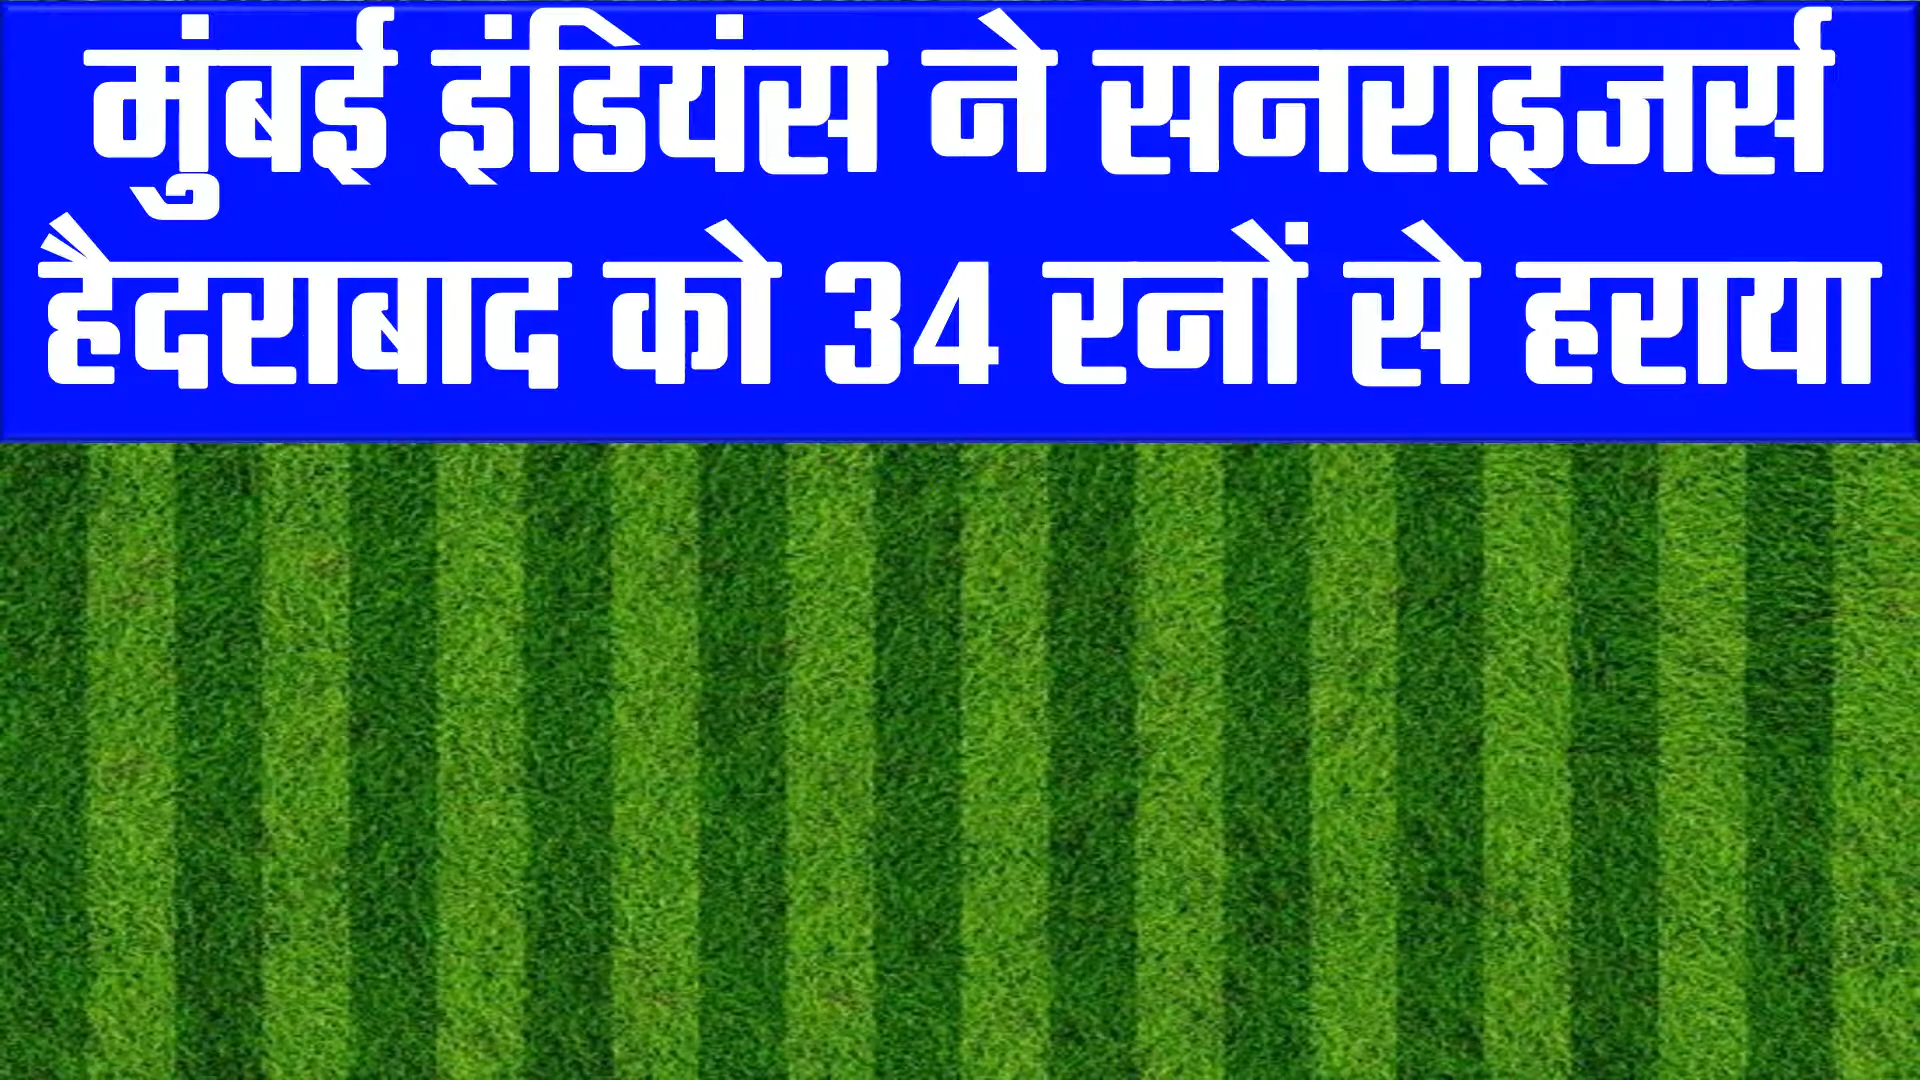 मुंबई इंडियंस ने सनराइजर्स
हैदराबाद को 34 रनों से हराया